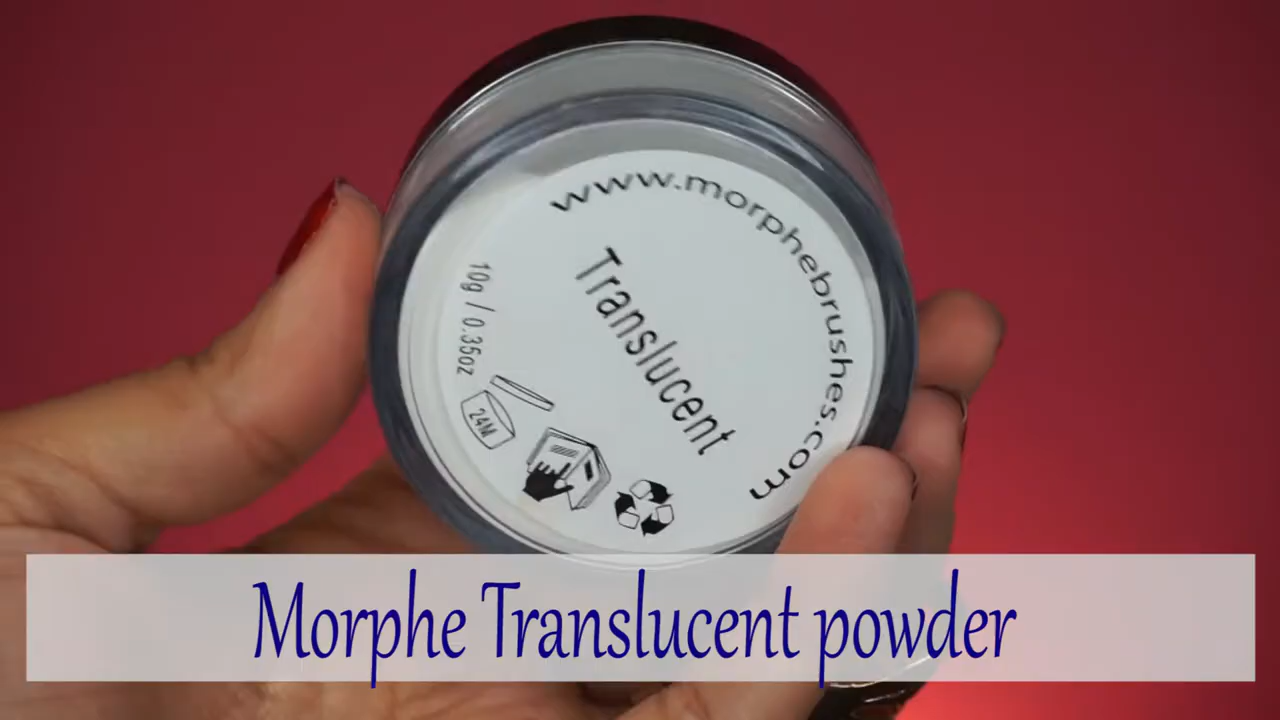 www.morphebrushes.com
Translucent
10g / 0.35oz
24M
Morphe Translucent powder